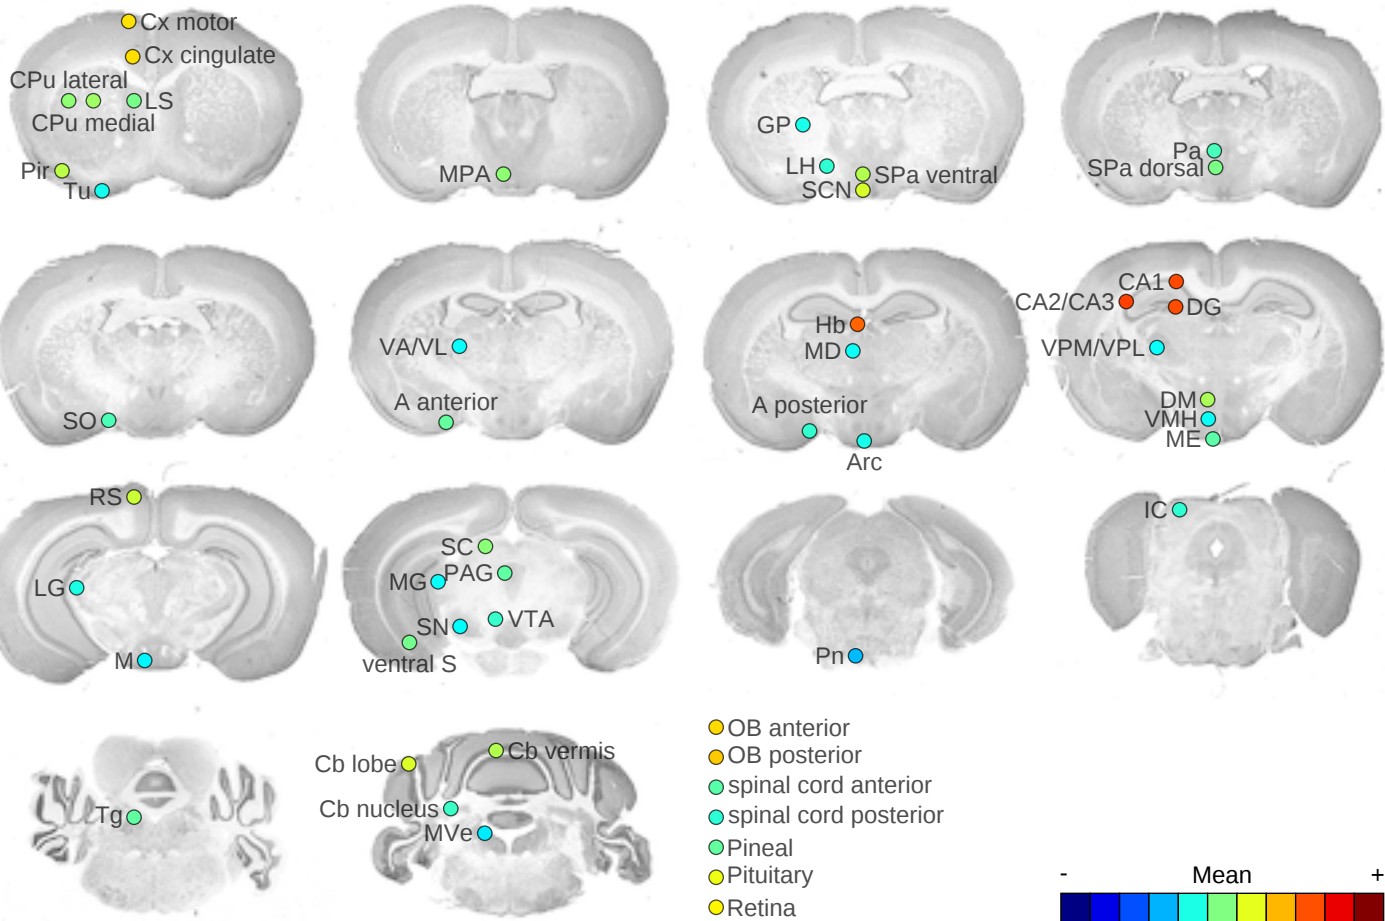 Cx motor
Cx cingulate
CPu lateral
LS
CPu medial
Pir
Tu
MPA
GP
LH
SPa ventral
SCN
Pa
SPa dorsal
SO
VA/VL
A anterior
Hb
MD
A posterior
Arc
CA1
CA2/CA3
DG
VPM/VPL
DM
VMH
ME
RS
LG
M
SC
PAG
MG
VTA
SN
ventral S
Pn
IC
Tg
Cb vermis
Cb lobe
Cb nucleus
MVe
OB anterior
OB posterior
spinal cord anterior
spinal cord posterior
Pineal
Pituitary
Retina
- Mean +